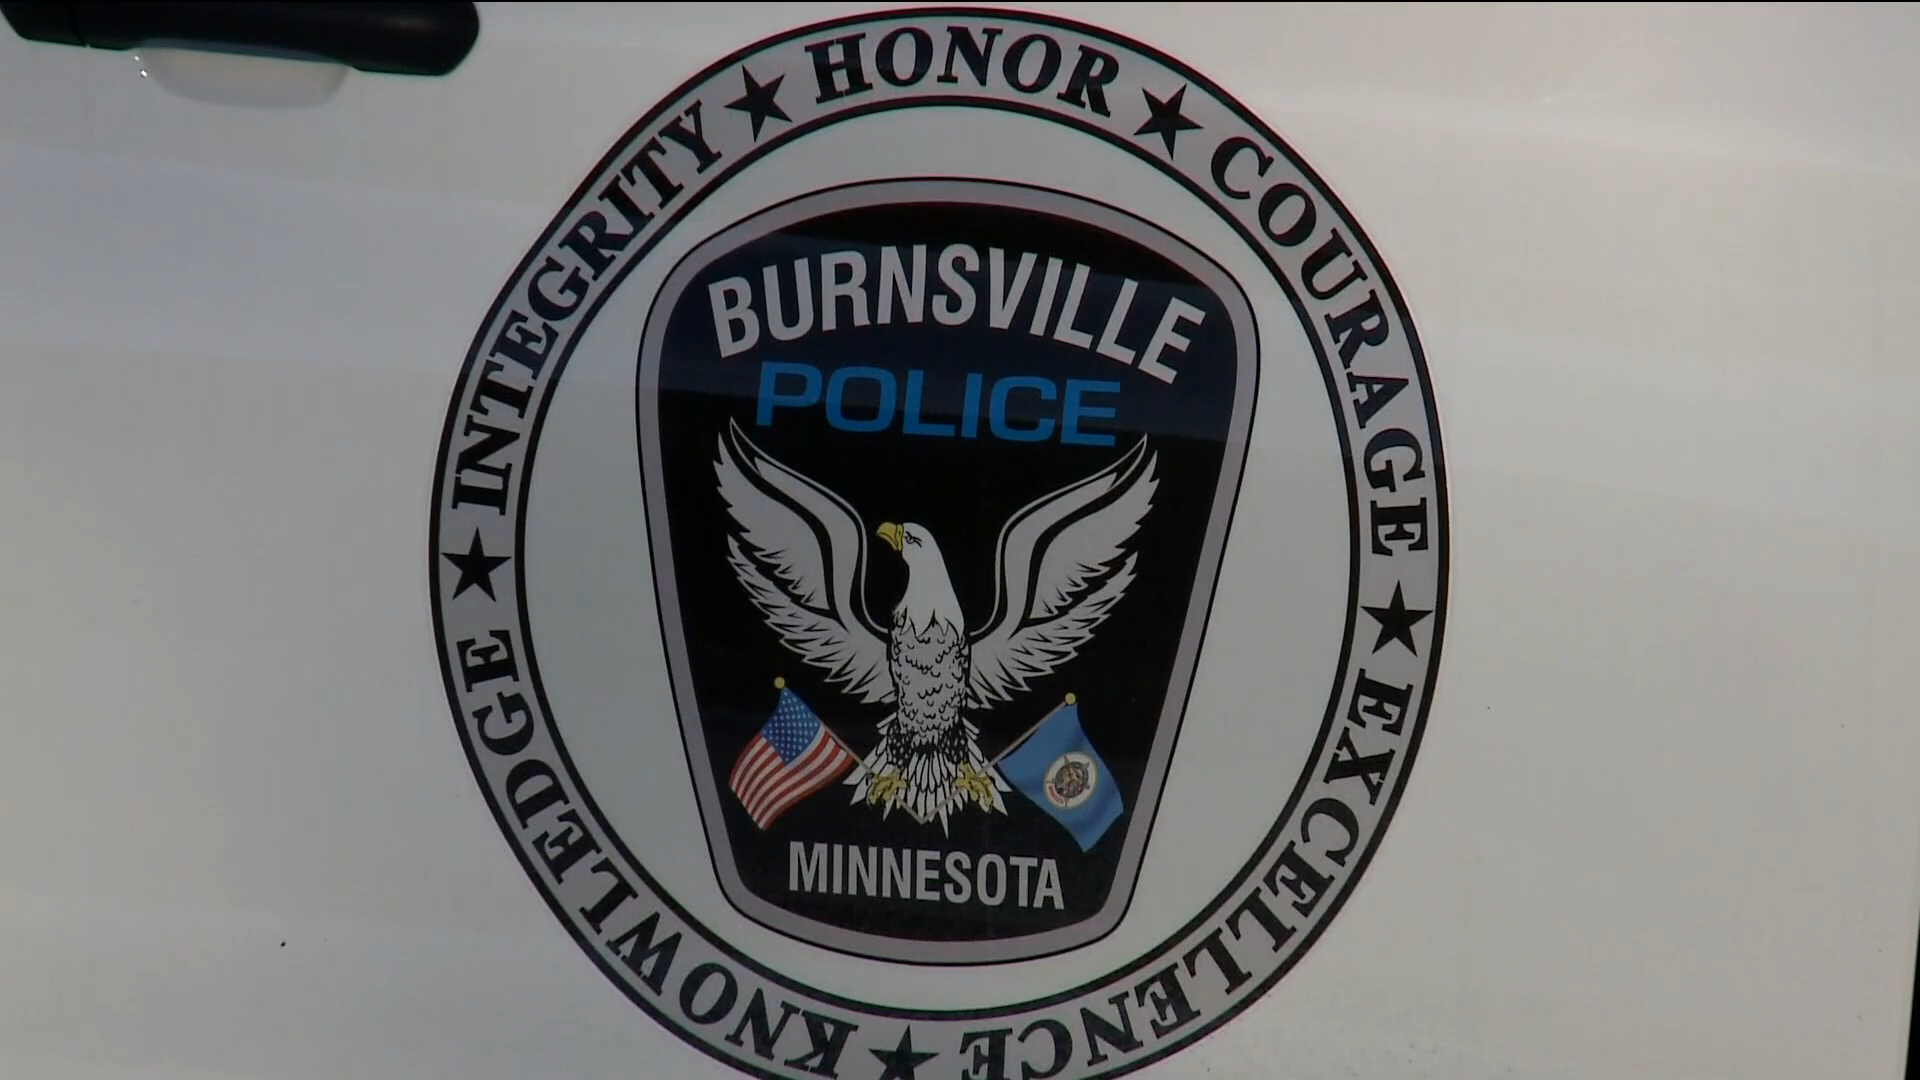 INTEGRITY ★ HONOR ★ COURAGE ★ EXCELLENCE ★ KNOWLEDGE ★
BURNSVILLE
POLICE
MINNESOTA